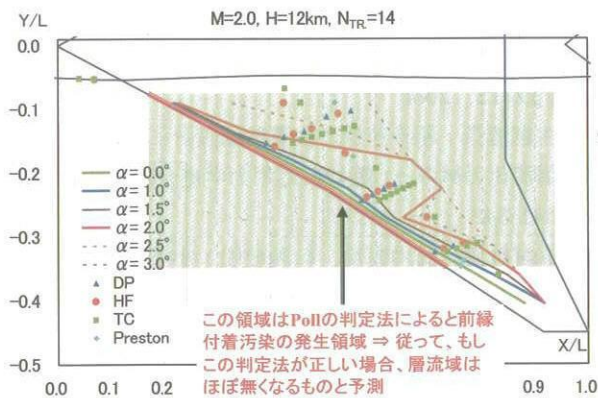 Y/L
M=2.0, H=12km, N_TR=14
0.0
-0.1
-0.2
-0.3
-0.4
-0.5
α= 0.0°
α= 1.0°
α= 1.5°
α= 2.0°
α= 2.5°
α= 3.0°
DP
HF
TC
Preston
この領域はPollの判定法によると前縁
付着汚染の発生領域 ⇒ 従って、もし
この判定法が正しい場合、層流域は
ほぼ無くなるものと予測
X/L
0.0
0.2
0.9
1.0